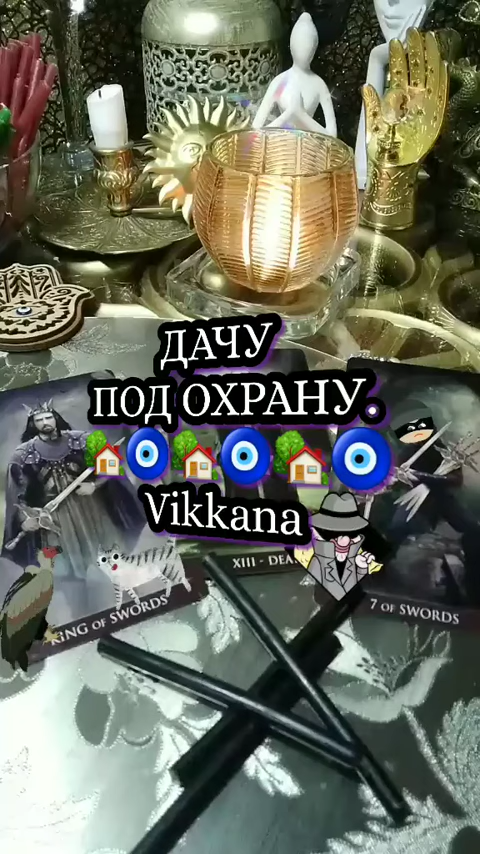 ДАЧУ
ПОД ОХРАНУ.
Vikkana
XIII - DEA
KING OF SWORDS
7 OF SWORDS